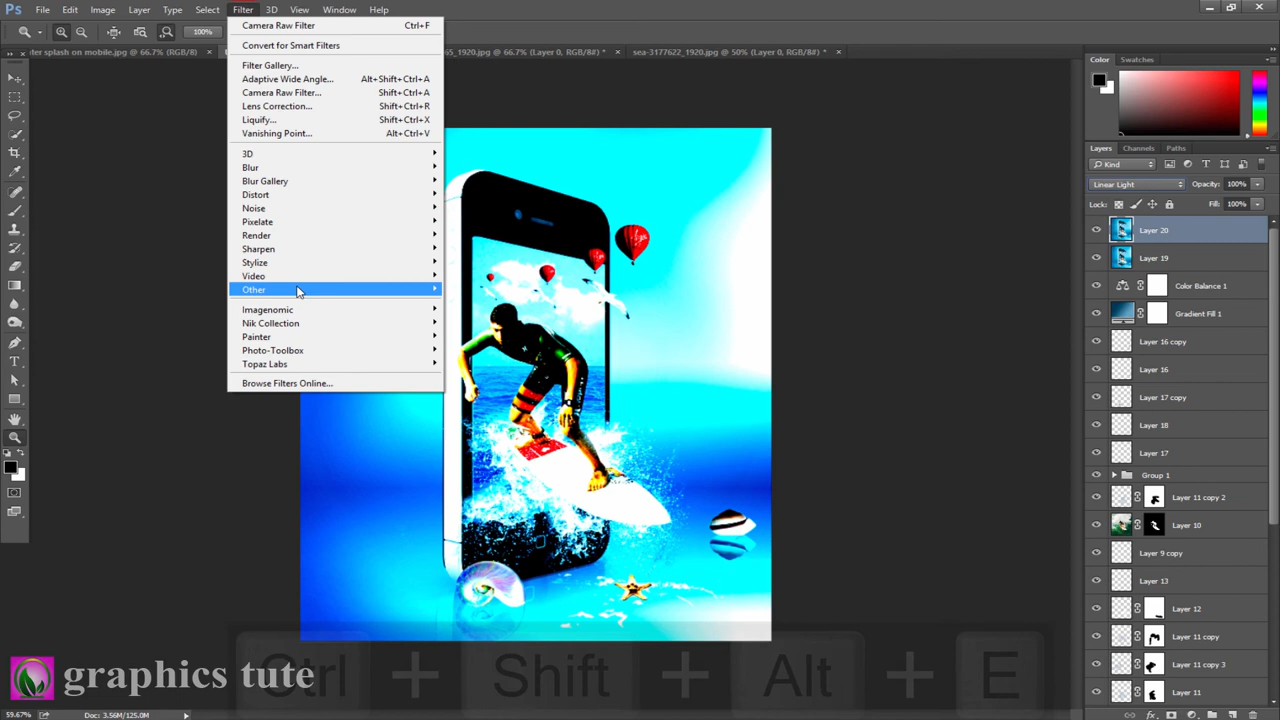 Ps File Edit Image Layer Type Select Filter 3D View Window Help
100%
ter splash on mobile.jpg @ 66.7% (RGB/8) × 65_1920.jpg @ 66.7% (Layer 0, RGB/8#) * × sea-3177622_1920.jpg @ 50% (Layer 0, RGB/8#) * ×
Camera Raw Filter Ctrl+F
Convert for Smart Filters
Filter Gallery...
Adaptive Wide Angle... Alt+Shift+Ctrl+A
Camera Raw Filter... Shift+Ctrl+A
Lens Correction... Shift+Ctrl+R
Liquify... Shift+Ctrl+X
Vanishing Point... Alt+Ctrl+V
3D
Blur
Blur Gallery
Distort
Noise
Pixelate
Render
Sharpen
Stylize
Video
Other
Imagenomic
Nik Collection
Painter
Photo-Toolbox
Topaz Labs
Browse Filters Online...
Color Swatches
Layers Channels Paths
Kind
Linear Light Opacity: 100%
Lock: Fill: 100%
Layer 20
Layer 19
Color Balance 1
Gradient Fill 1
Layer 16 copy
Layer 16
Layer 17 copy
Layer 18
Layer 17
Group 1
Layer 11 copy 2
Layer 10
Layer 9 copy
Layer 13
Layer 12
Layer 11 copy
Layer 11 copy 3
Layer 11
Ctrl + Shift + Alt + E
graphics tute
59.67% Doc: 3.56M/125.0M